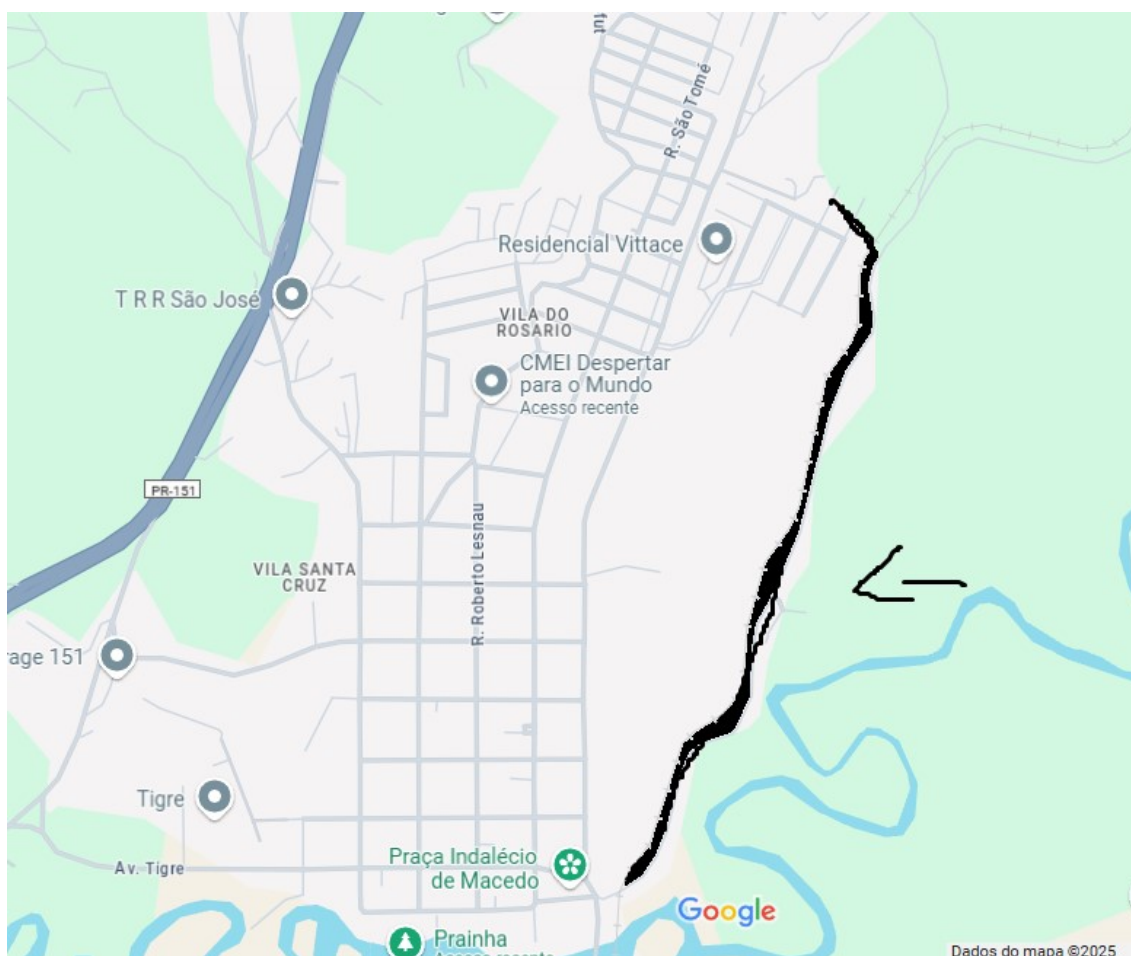 R. São Tomé
Residencial Vittace
T R R São José
VILA DO
ROSARIO
CMEI Despertar
para o Mundo
Acesso recente
PR-151
R. Roberto Lesnau
VILA SANTA
CRUZ
rage 151
Tigre
Av. Tigre
Praça Indalécio
de Macedo
Google
Prainha
Dados do mapa ©2025